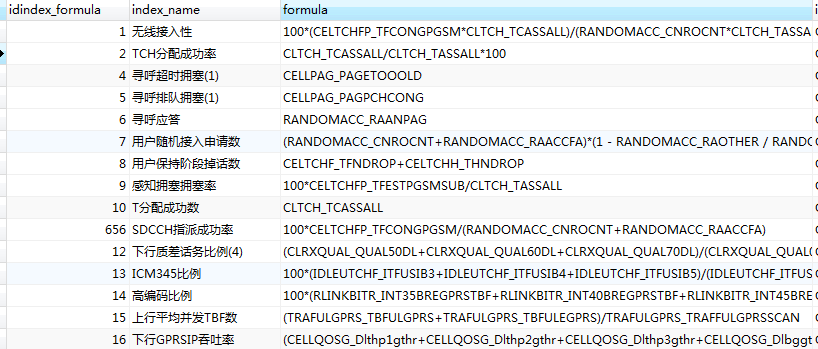 idindex_formula index_name formula i
1 无线接入性 100*(CELTCHFP_TFCONGPGSM*CLTCH_TCASSALL)/(RANDOMACC_CNROCNT*CLTCH_TASSA
2 TCH分配成功率 CLTCH_TCASSALL/CLTCH_TASSALL*100
4 寻呼超时拥塞(1) CELLPAG_PAGETOOOLD
5 寻呼排队拥塞(1) CELLPAG_PAGPCHCONG
6 寻呼应答 RANDOMACC_RAANPAG
7 用户随机接入申请数 (RANDOMACC_CNROCNT+RANDOMACC_RAACCFA)*(1 - RANDOMACC_RAOTHER / RANDO
8 用户保持阶段掉话数 CELTCHF_TFNDROP+CELTCHH_THNDROP
9 感知拥塞拥塞率 100*CELTCHFP_TFESTPGSMSUB/CLTCH_TASSALL
10 T分配成功数 CLTCH_TCASSALL
656 SDCCH指派成功率 100*CELTCHFP_TFCONGPGSM/(RANDOMACC_CNROCNT+RANDOMACC_RAACCFA)
12 下行质差话务比例(4) (CLRXQUAL_QUAL50DL+CLRXQUAL_QUAL60DL+CLRXQUAL_QUAL70DL)/(CLRXQUAL_QUAL0
13 ICM345比例 100*(IDLEUTCHF_ITFUSIB3+IDLEUTCHF_ITFUSIB4+IDLEUTCHF_ITFUSIB5)/(IDLEUTCHF_ITFUS
14 高编码比例 100*(RLINKBITR_INT35BREGPRSTBF+RLINKBITR_INT40BREGPRSTBF+RLINKBITR_INT45BRE
15 上行平均并发TBF数 (TRAFULGPRS_TBFULGPRS+TRAFULGPRS_TBFULEGPRS)/TRAFULGPRS_TRAFFULGPRSSCAN
16 下行GPRSIP吞吐率 (CELLQOSG_Dlthp1gthr+CELLQOSG_Dlthp2gthr+CELLQOSG_Dlthp3gthr+CELLQOSG_Dlbggt